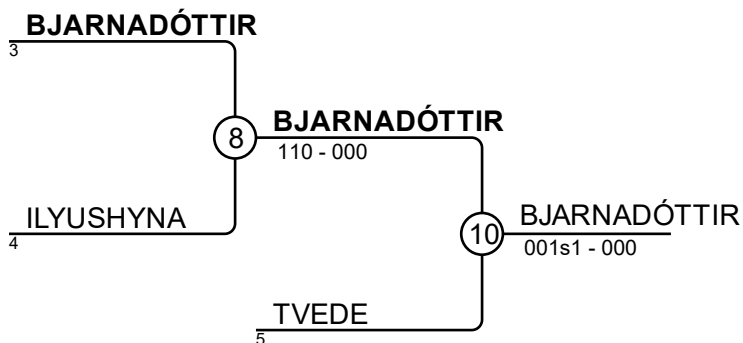 BJARNADÓTTIR
3
8
BJARNADÓTTIR
110 - 000
ILYUSHYNA
4
10
BJARNADÓTTIR
001s1 - 000
TVEDE
5